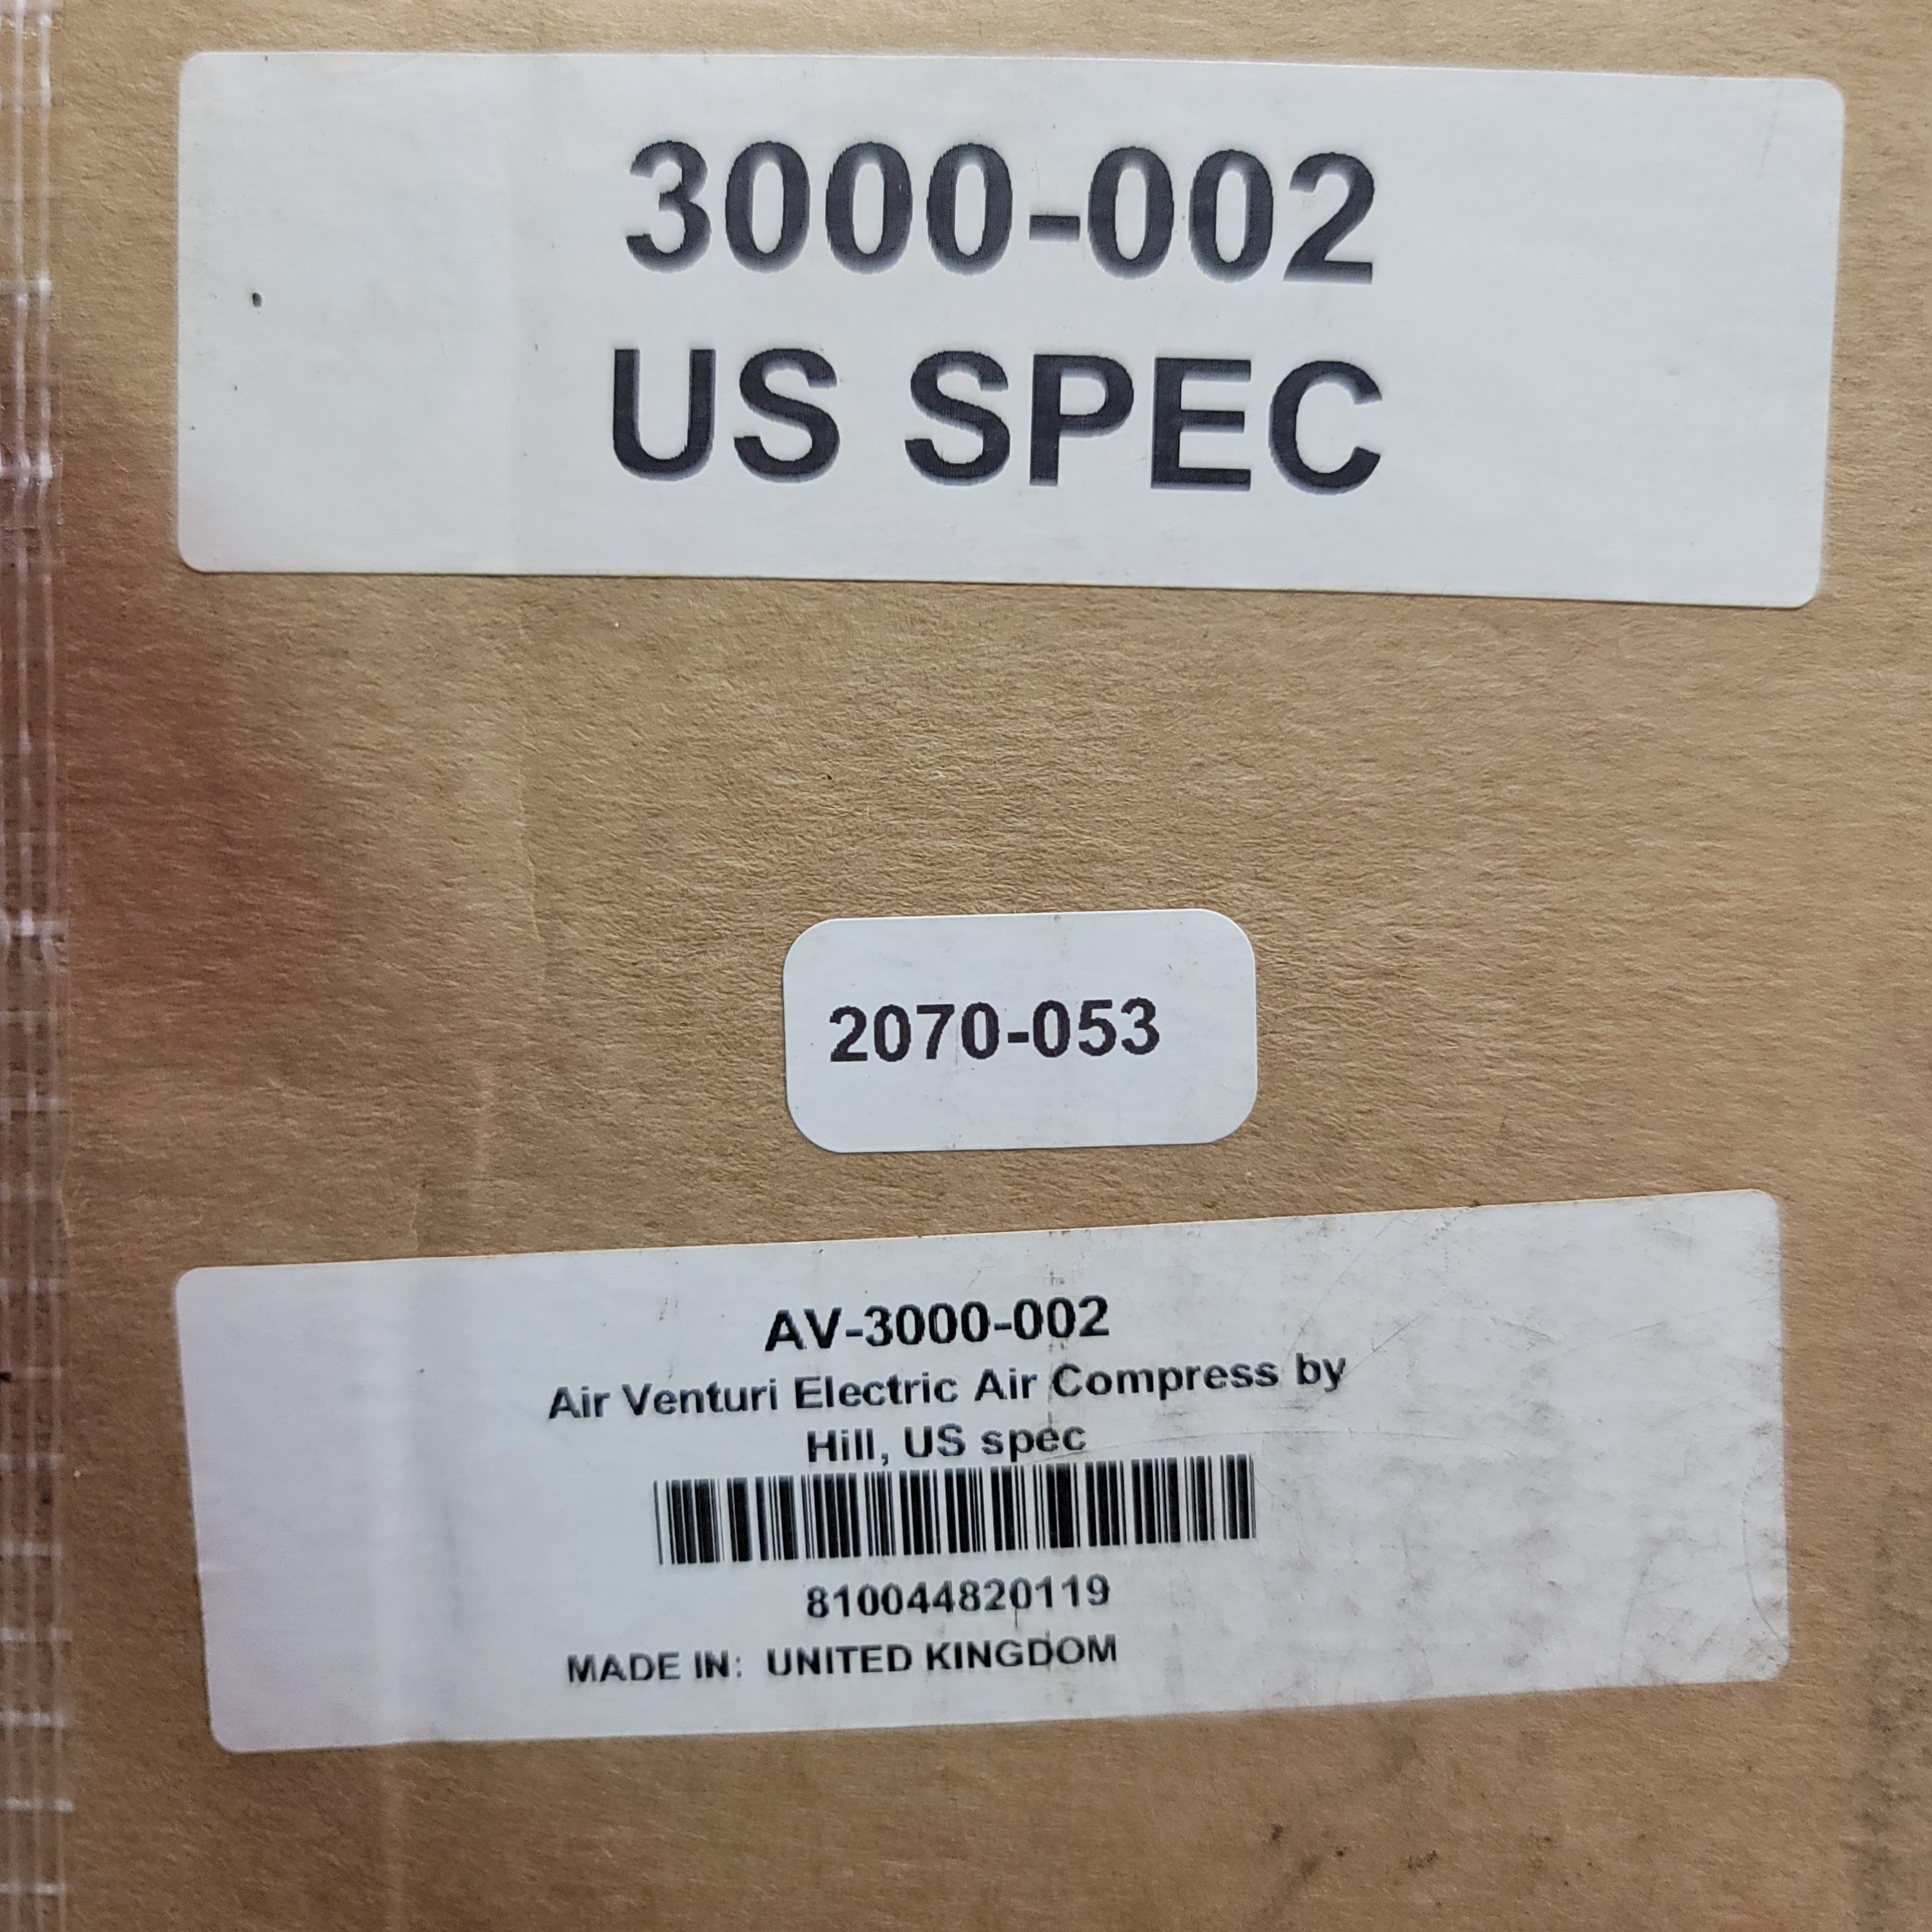 3000-002
US SPEC
2070-053
AV-3000-002
Air Venturi Electric Air Compress by
Hill, US spec
810044820119
MADE IN: UNITED KINGDOM